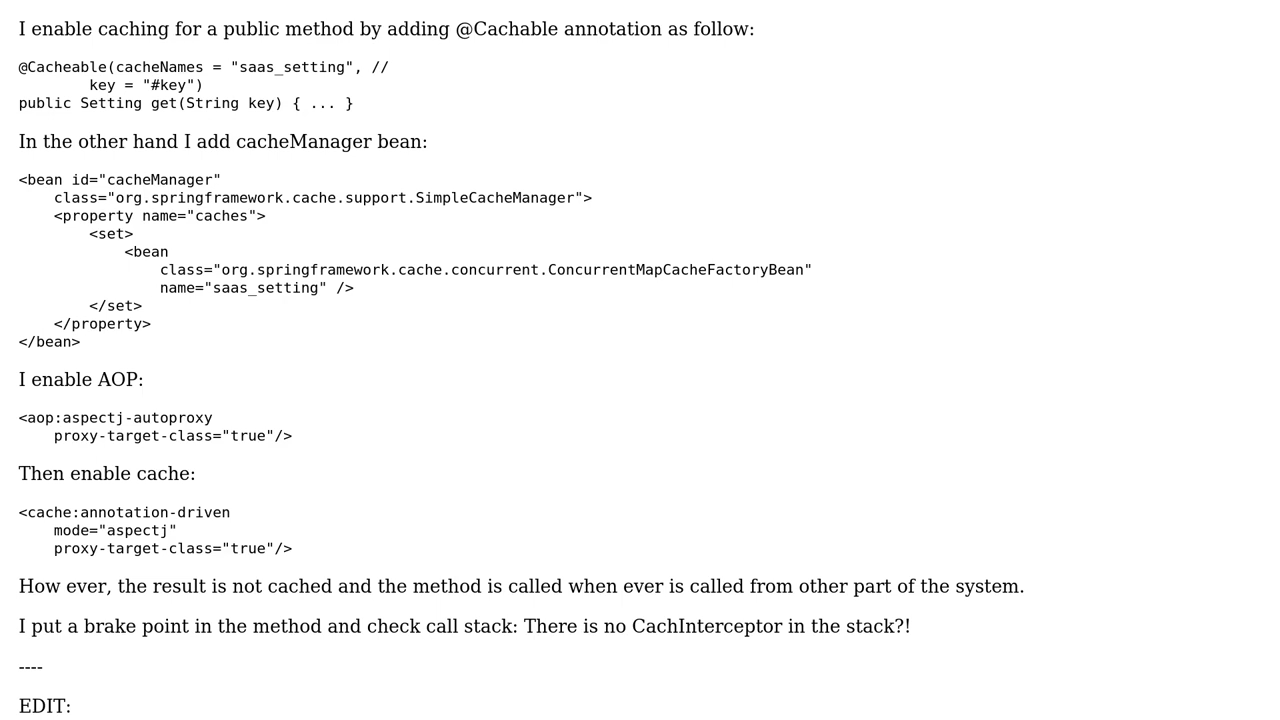 I enable caching for a public method by adding @Cachable annotation as follow:
@Cacheable(cacheNames = "saas_setting", //
        key = "#key")
public Setting get(String key) { ... }
In the other hand I add cacheManager bean:
<bean id="cacheManager"
    class="org.springframework.cache.support.SimpleCacheManager">
    <property name="caches">
        <set>
            <bean
                class="org.springframework.cache.concurrent.ConcurrentMapCacheFactoryBean"
                name="saas_setting" />
        </set>
    </property>
</bean>
I enable AOP:
<aop:aspectj-autoproxy
    proxy-target-class="true"/>
Then enable cache:
<cache:annotation-driven
    mode="aspectj"
    proxy-target-class="true"/>
How ever, the result is not cached and the method is called when ever is called from other part of the system.
I put a brake point in the method and check call stack: There is no CachInterceptor in the stack?!
----
EDIT: